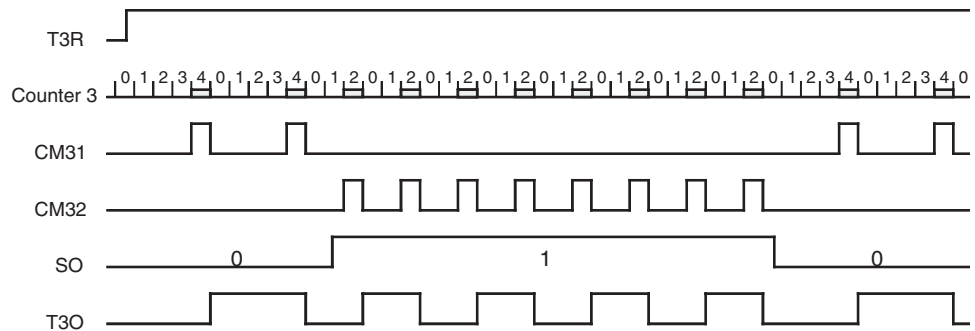 T3R
0 1 2 3 4 0 1 2 3 4 0 1 2 0 1 2 0 1 2 0 1 2 0 1 2 0 1 2 0 1 2 0 1 2 0 1 2 3 4 0 1 2 3 4 0
Counter 3
CM31
CM32
SO 0 1 0
T3O